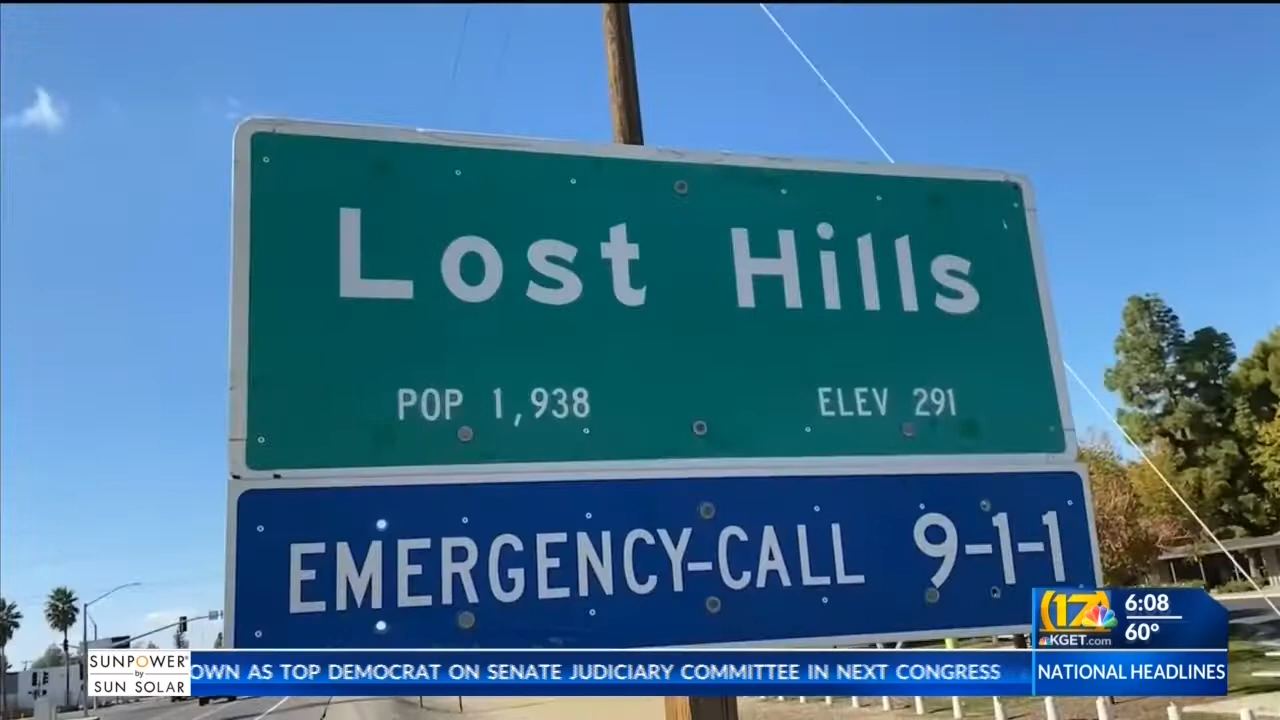 Lost Hills
POP 1,938 ELEV 291
EMERGENCY-CALL 9-1-1
17
KGET.com
6:08
60°
SUNPOWER®
by
SUN SOLAR
OWN AS TOP DEMOCRAT ON SENATE JUDICIARY COMMITTEE IN NEXT CONGRESS
NATIONAL HEADLINES